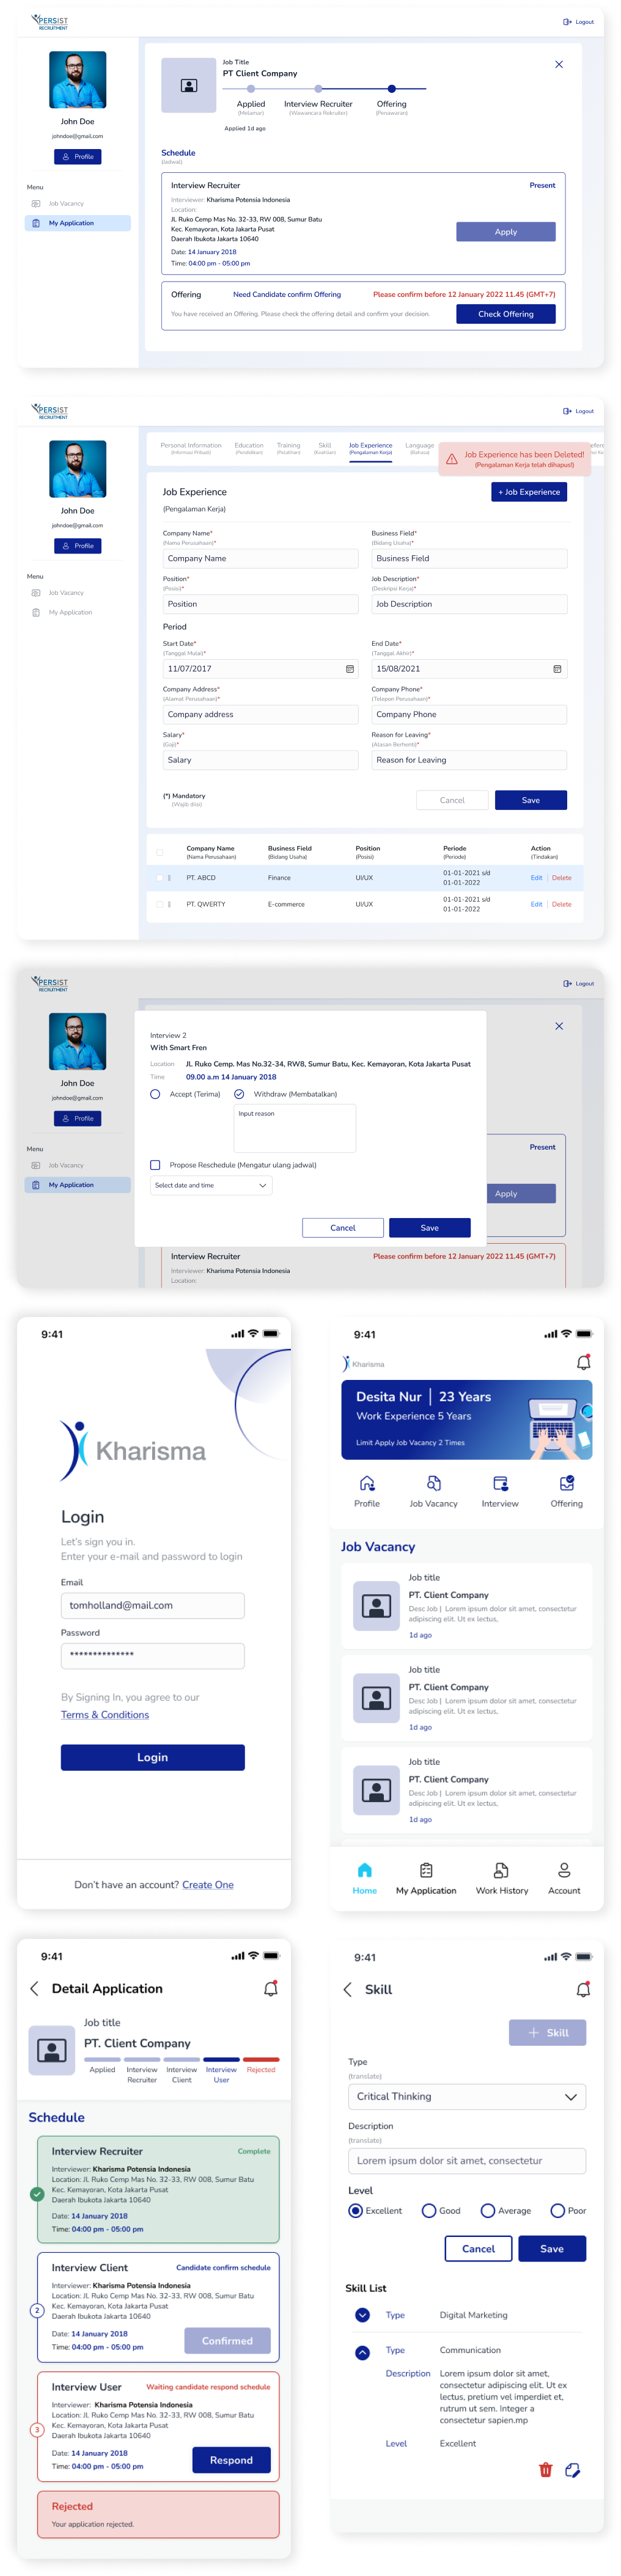 PERSIST
RECRUITMENT
Logout
John Doe
johndoe@gmail.com
Profile
Menu
Job Vacancy
My Application
Job Title
PT Client Company
Applied
(Melamar)
Interview Recruiter
(Wawancara Rekruiter)
Offering
(Penawaran)
Applied 1d ago
Schedule
(Jadwal)
Interview Recruiter
Present
Interviewer: Kharisma Potensia Indonesia
Location:
Jl. Ruko Cemp Mas No. 32-33, RW 008, Sumur Batu
Kec. Kemayoran, Kota Jakarta Pusat
Daerah Ibukota Jakarta 10640
Date: 14 January 2018
Time: 04:00 pm - 05:00 pm
Apply
Offering
Need Candidate confirm Offering
Please confirm before 12 January 2022 11.45 (GMT+7)
You have received an Offering. Please check the offering detail and confirm your decision.
Check Offering
PERSIST
RECRUITMENT
Logout
John Doe
johndoe@gmail.com
Profile
Menu
Job Vacancy
My Application
Personal Information
(Informasi Pribadi)
Education
(Pendidikan)
Training
(Pelatihan)
Skill
(Keahlian)
Job Experience
(Pengalaman Kerja)
Language
(Bahasa)
Job Experience has been Deleted!
(Pengalaman Kerja telah dihapus!)
Job Experience
(Pengalaman Kerja)
+ Job Experience
Company Name*
(Nama Perusahaan)*
Company Name
Business Field*
(Bidang Usaha)*
Business Field
Position*
(Posisi)*
Position
Job Description*
(Deskripsi Kerja)*
Job Description
Period
Start Date*
(Tanggal Mulai)*
11/07/2017
End Date*
(Tanggal Akhir)*
15/08/2021
Company Address*
(Alamat Perusahaan)*
Company address
Company Phone*
(Telepon Perusahaan)*
Company Phone
Salary*
(Gaji)*
Salary
Reason for Leaving*
(Alasan Berhenti)*
Reason for Leaving
(*) Mandatory
(Wajib diisi)
Cancel
Save
Company Name
(Nama Perusahaan)
Business Field
(Bidang Usaha)
Position
(Posisi)
Periode
(Periode)
Action
(Tindakan)
PT. ABCD
Finance
UI/UX
01-01-2021 s/d
01-01-2022
Edit | Delete
PT. QWERTY
E-commerce
UI/UX
01-01-2021 s/d
01-01-2022
Edit | Delete
PERSIST
RECRUITMENT
Logout
John Doe
johndoe@gmail.com
Profile
Menu
Job Vacancy
My Application
Interview 2
With Smart Fren
Location Jl. Ruko Cemp. Mas No.32-34, RW8, Sumur Batu, Kec. Kemayoran, Kota Jakarta Pusat
Time 09.00 a.m 14 January 2018
Accept (Terima)
Withdraw (Membatalkan)
Input reason
Propose Reschedule (Mengatur ulang jadwal)
Select date and time
Cancel
Save
Present
Apply
Interview Recruiter
Please confirm before 12 January 2022 11.45 (GMT+7)
Interviewer: Kharisma Potensia Indonesia
Location:
9:41
Kharisma
Login
Let's sign you in.
Enter your e-mail and password to login
Email
tomholland@mail.com
Password
**************
By Signing In, you agree to our
Terms & Conditions
Login
Don't have an account? Create One
9:41
Kharisma
Desita Nur | 23 Years
Work Experience 5 Years
Limit Apply Job Vacancy 2 Times
Profile
Job Vacancy
Interview
Offering
Job Vacancy
Job title
PT. Client Company
Desc Job | Lorem ipsum dolor sit amet, consectetur
adipiscing elit. Ut ex lectus,
1d ago
Job title
PT. Client Company
Desc Job | Lorem ipsum dolor sit amet, consectetur
adipiscing elit. Ut ex lectus,
1d ago
Job title
PT. Client Company
Desc Job | Lorem ipsum dolor sit amet, consectetur
adipiscing elit. Ut ex lectus,
1d ago
Home
My Application
Work History
Account
9:41
Detail Application
Job title
PT. Client Company
Applied
Interview
Recruiter
Interview
Client
Interview
User
Rejected
Schedule
Interview Recruiter
Complete
Interviewer: Kharisma Potensia Indonesia
Location: Jl. Ruko Cemp Mas No. 32-33, RW 008, Sumur Batu
Kec. Kemayoran, Kota Jakarta Pusat
Daerah Ibukota Jakarta 10640
Date: 14 January 2018
Time: 04:00 pm - 05:00 pm
2
Interview Client
Candidate confirm schedule
Interviewer: Kharisma Potensia Indonesia
Location: Jl. Ruko Cemp Mas No. 32-33, RW 008, Sumur Batu
Kec. Kemayoran, Kota Jakarta Pusat
Daerah Ibukota Jakarta 10640
Date: 14 January 2018
Time: 04:00 pm - 05:00 pm
Confirmed
3
Interview User
Waiting candidate respond schedule
Interviewer: Kharisma Potensia Indonesia
Location: Jl. Ruko Cemp Mas No. 32-33, RW 008, Sumur Batu
Kec. Kemayoran, Kota Jakarta Pusat
Daerah Ibukota Jakarta 10640
Date: 14 January 2018
Time: 04:00 pm - 05:00 pm
Respond
Rejected
Your application rejected.
9:41
Skill
+ Skill
Type
(translate)
Critical Thinking
Description
(translate)
Lorem ipsum dolor sit amet, consectetur
Level
Excellent
Good
Average
Poor
Cancel
Save
Skill List
Type
Digital Marketing
Type
Communication
Description
Lorem ipsum dolor sit amet,
consectetur adipiscing elit. Ut ex
lectus, pretium vel imperdiet et,
rutrum ut sem. Integer a
consectetur sapien.mp
Level
Excellent